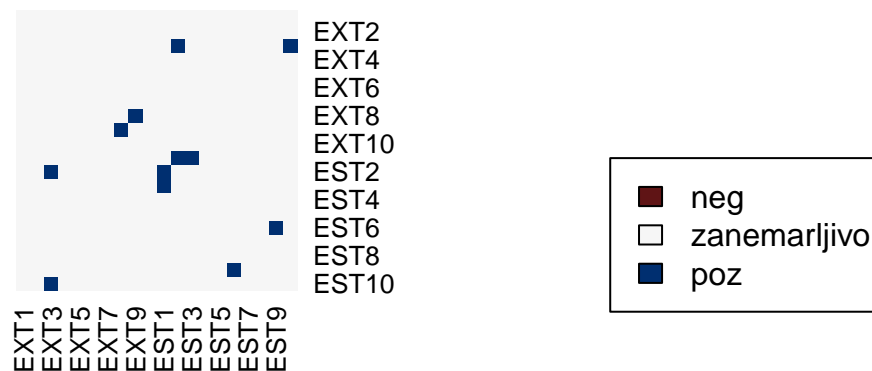 EXT2
EXT4
EXT6
EXT8
EXT10
EST2
EST4
EST6
EST8
EST10
EXT1
EXT3
EXT5
EXT7
EXT9
EST1
EST3
EST5
EST7
EST9
neg
zanemarljivo
poz